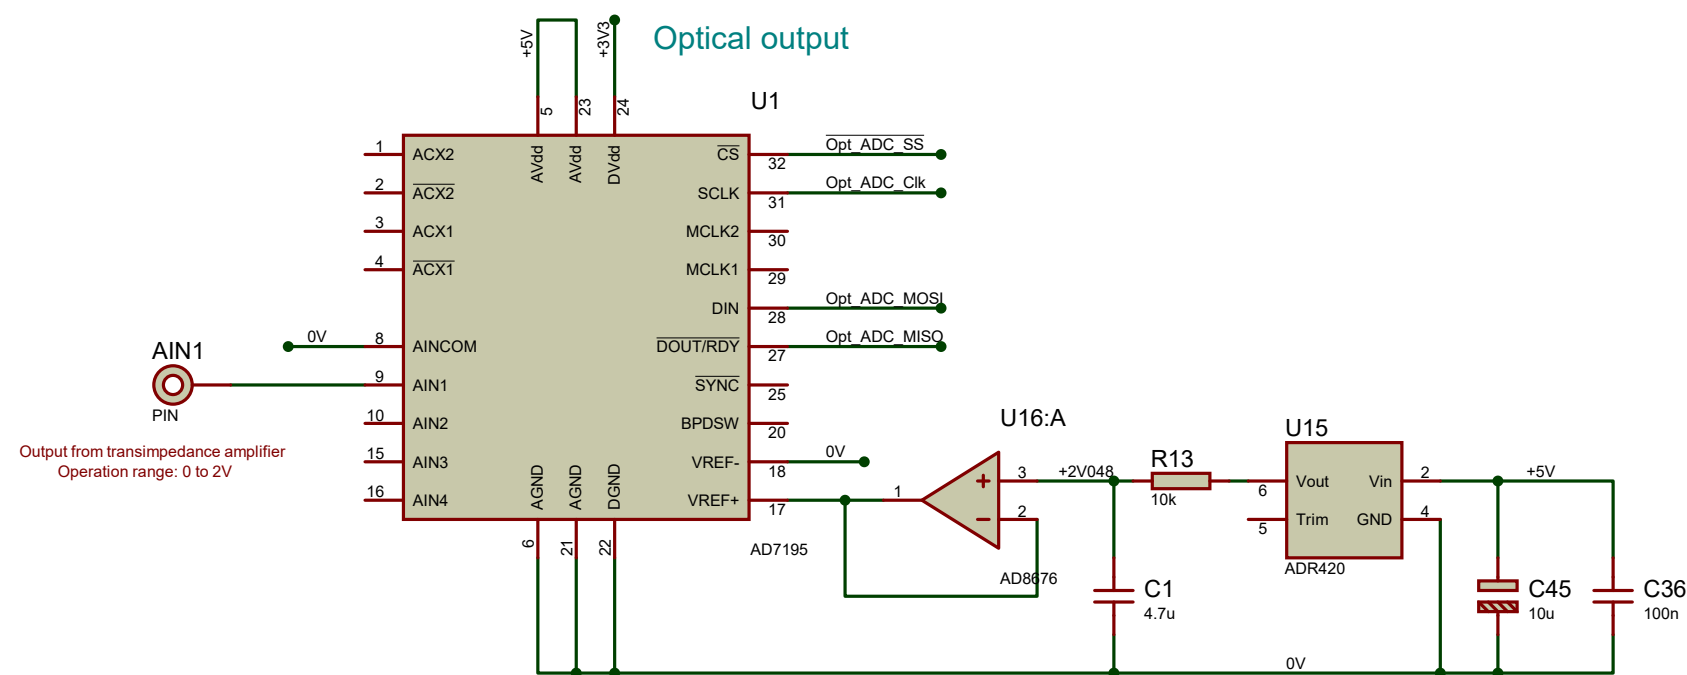 Optical output
+5V
+3V3
5
23
24
U1
AVdd
AVdd
DVdd
1
ACX2
2
ACX2
3
ACX1
4
ACX1
0V
8
AINCOM
AIN1
9
AIN1
PIN
10
AIN2
15
AIN3
16
AIN4
Output from transimpedance amplifier
Operation range: 0 to 2V
CS
32
Opt_ADC_SS
SCLK
31
Opt_ADC_Clk
MCLK2
30
MCLK1
29
DIN
28
Opt_ADC_MOSI
DOUT/RDY
27
Opt_ADC_MISO
SYNC
25
BPDSW
20
VREF-
18
0V
VREF+
17
AGND
AGND
DGND
6
21
22
AD7195
U16:A
1
3
2
+
−
AD8676
+2V048
R13
10k
C1
4.7u
U15
6
Vout
Vin
2
5
Trim
GND
4
ADR420
+5V
C45
10u
C36
100n
0V